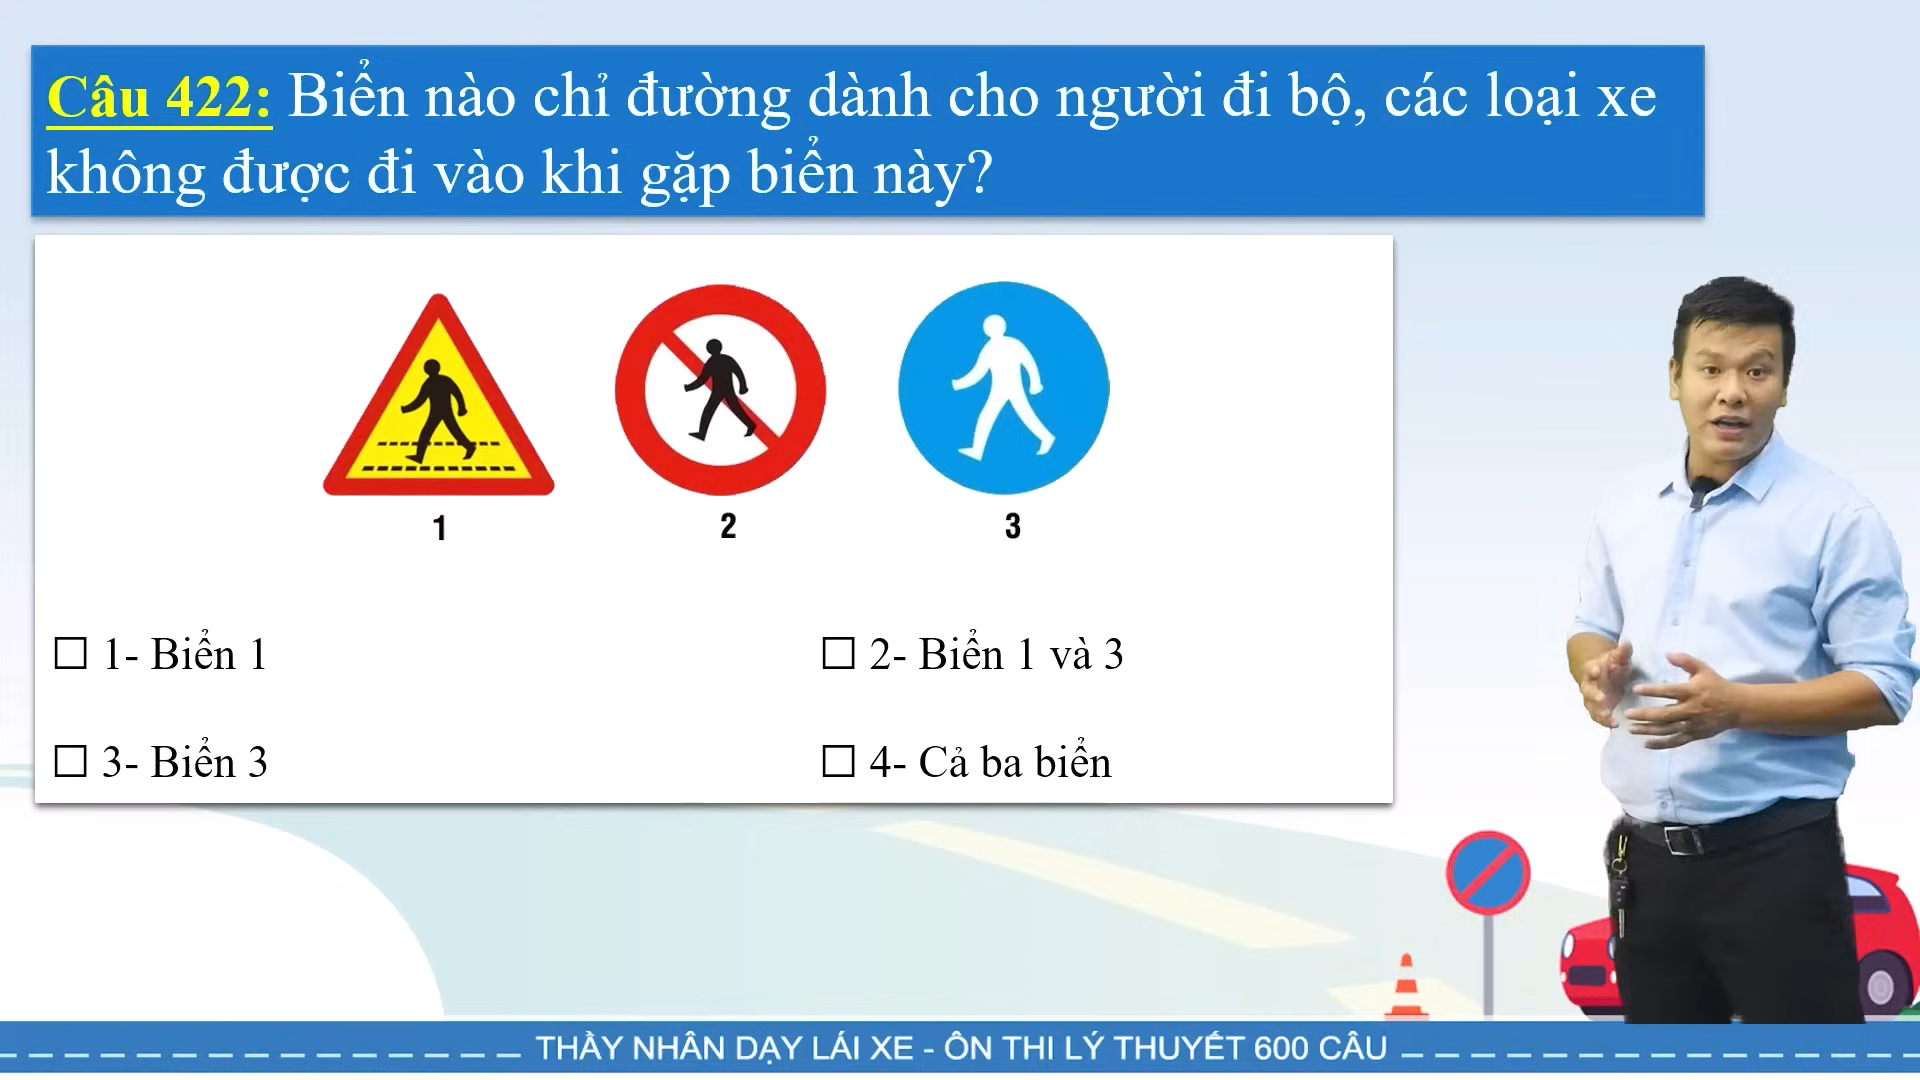 Câu 422: Biển nào chỉ đường dành cho người đi bộ, các loại xe
không được đi vào khi gặp biển này?
1
2
3
☐ 1- Biển 1
☐ 2- Biển 1 và 3
☐ 3- Biển 3
☐ 4- Cả ba biển
THẦY NHÂN DẠY LÁI XE - ÔN THI LÝ THUYẾT 600 CÂU